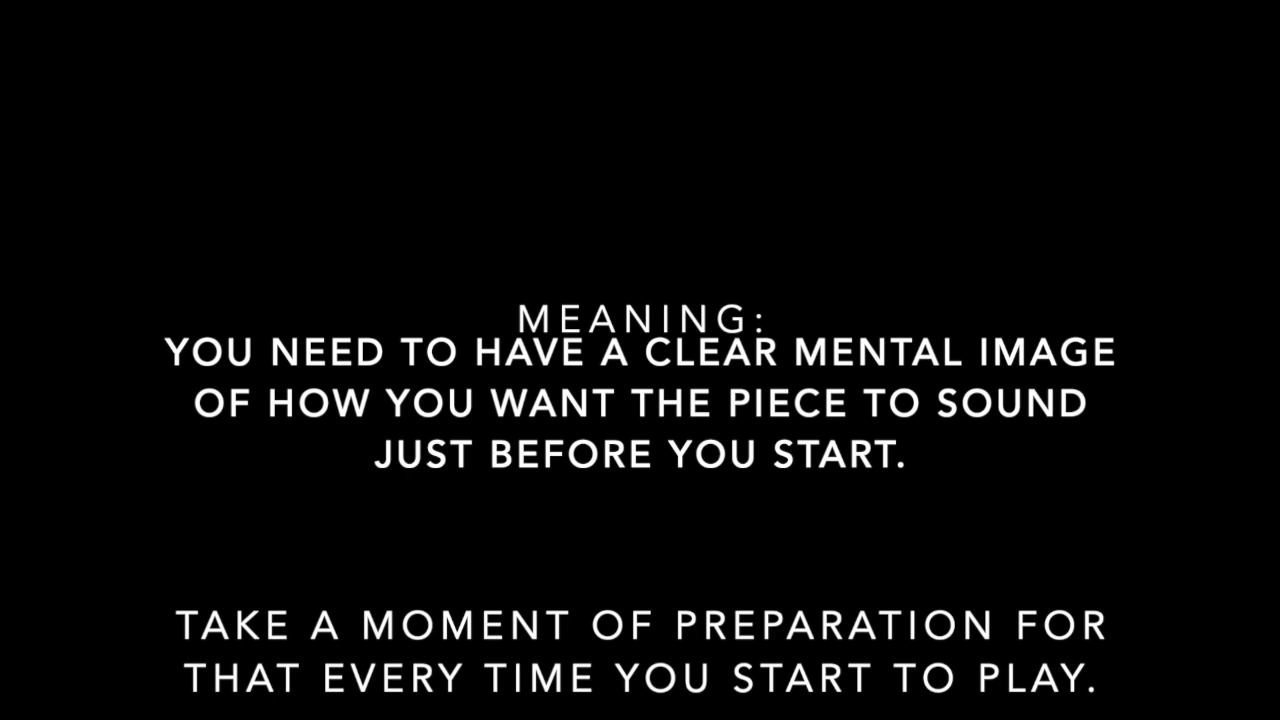 MEANING:
YOU NEED TO HAVE A CLEAR MENTAL IMAGE
OF HOW YOU WANT THE PIECE TO SOUND
JUST BEFORE YOU START.
TAKE A MOMENT OF PREPARATION FOR
THAT EVERY TIME YOU START TO PLAY.